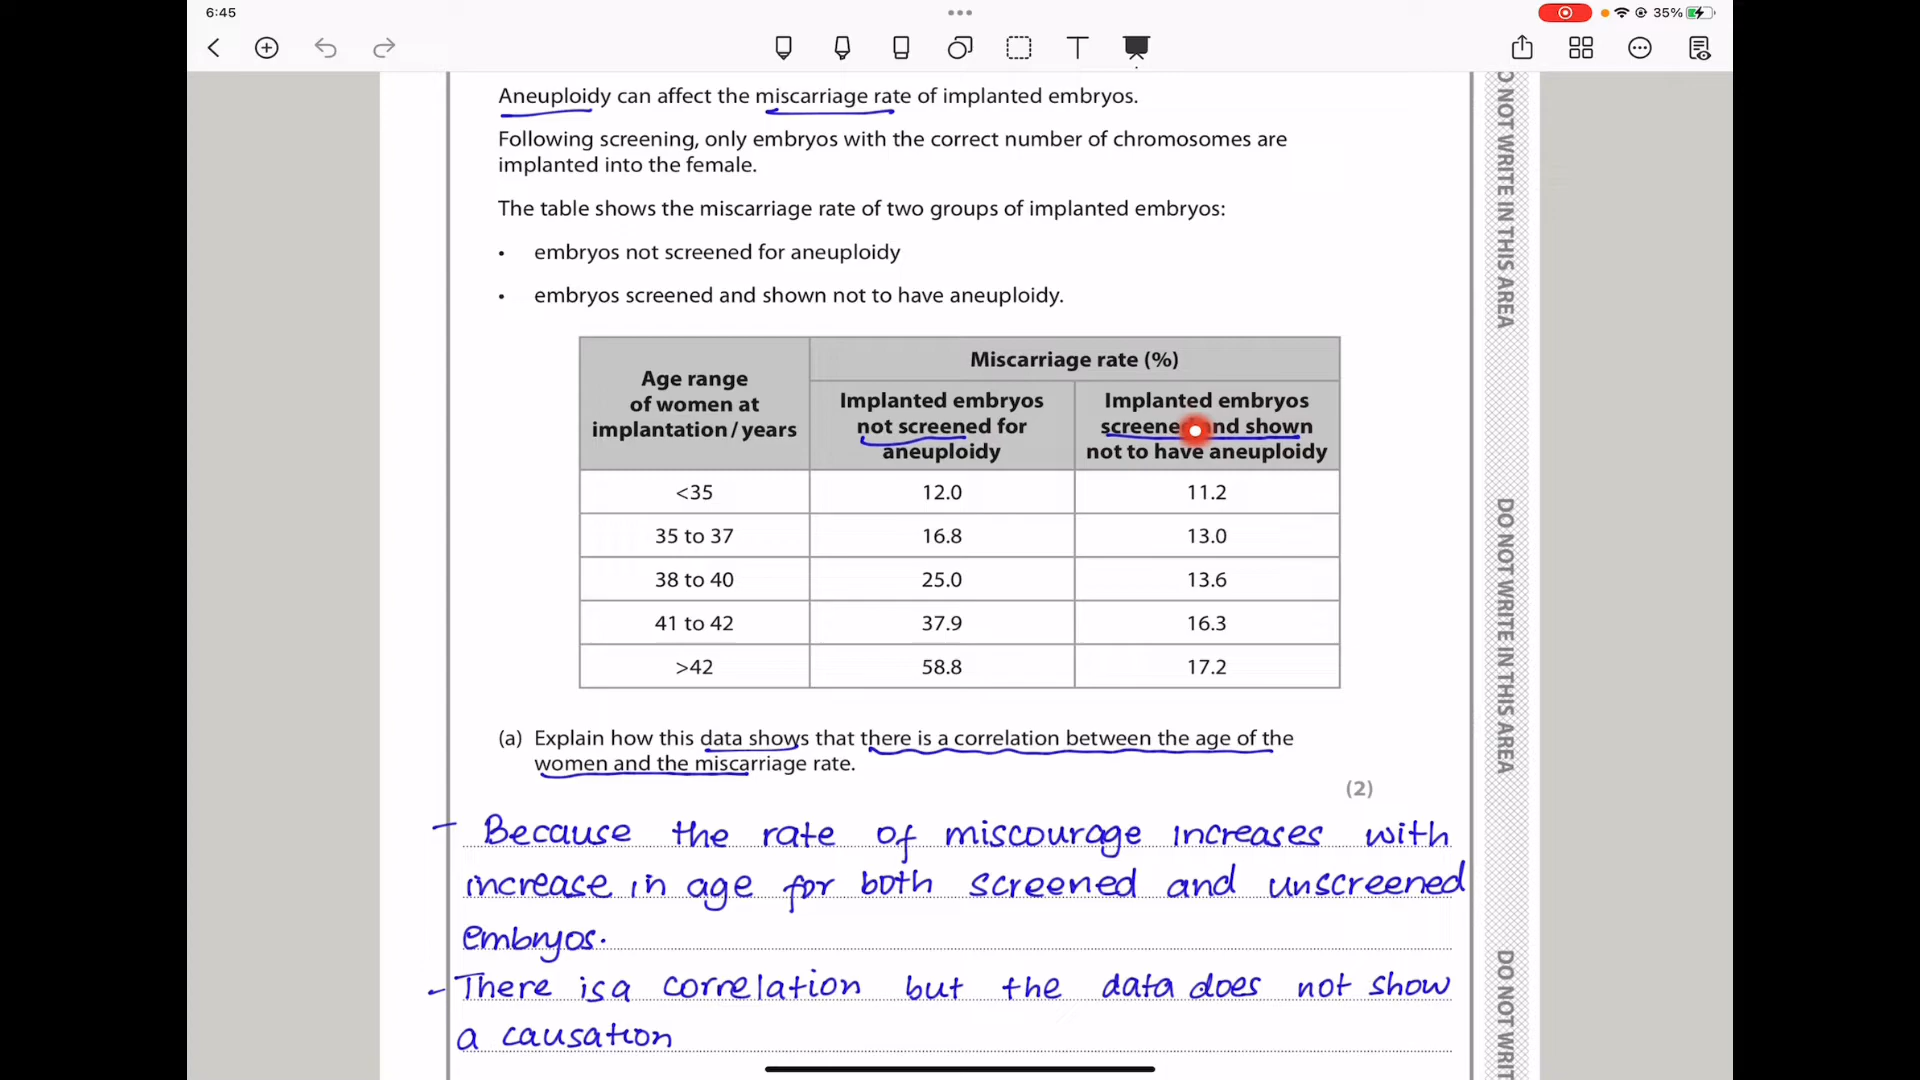 6:45
35%
Aneuploidy can affect the miscarriage rate of implanted embryos.
Following screening, only embryos with the correct number of chromosomes are
implanted into the female.
The table shows the miscarriage rate of two groups of implanted embryos:
• embryos not screened for aneuploidy
• embryos screened and shown not to have aneuploidy.
Age range
of women at
implantation / years
Miscarriage rate (%)
Implanted embryos
not screened for
aneuploidy
Implanted embryos
screened and shown
not to have aneuploidy
<35 12.0 11.2
35 to 37 16.8 13.0
38 to 40 25.0 13.6
41 to 42 37.9 16.3
>42 58.8 17.2
(a) Explain how this data shows that there is a correlation between the age of the
women and the miscarriage rate.
(2)
- Because the rate of miscourage increases with
increase in age for both screened and unscreened
embryos.
- There is a correlation but the data does not show
a causation
O NOT WRITE IN THIS AREA
DO NOT WRITE IN THIS AREA
DO NOT WRIT